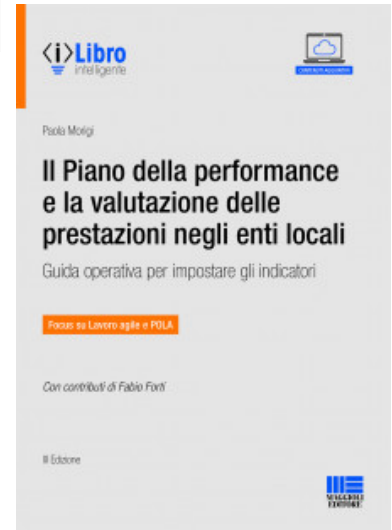 ‹i›Libro
intelligente
Paola Morigi
Il Piano della performance
e la valutazione delle
prestazioni negli enti locali
Guida operativa per impostare gli indicatori
Focus su Lavoro agile e POLA
Con contributi di Fabio Forti
III Edizione
MAGGIOLI
EDITORE